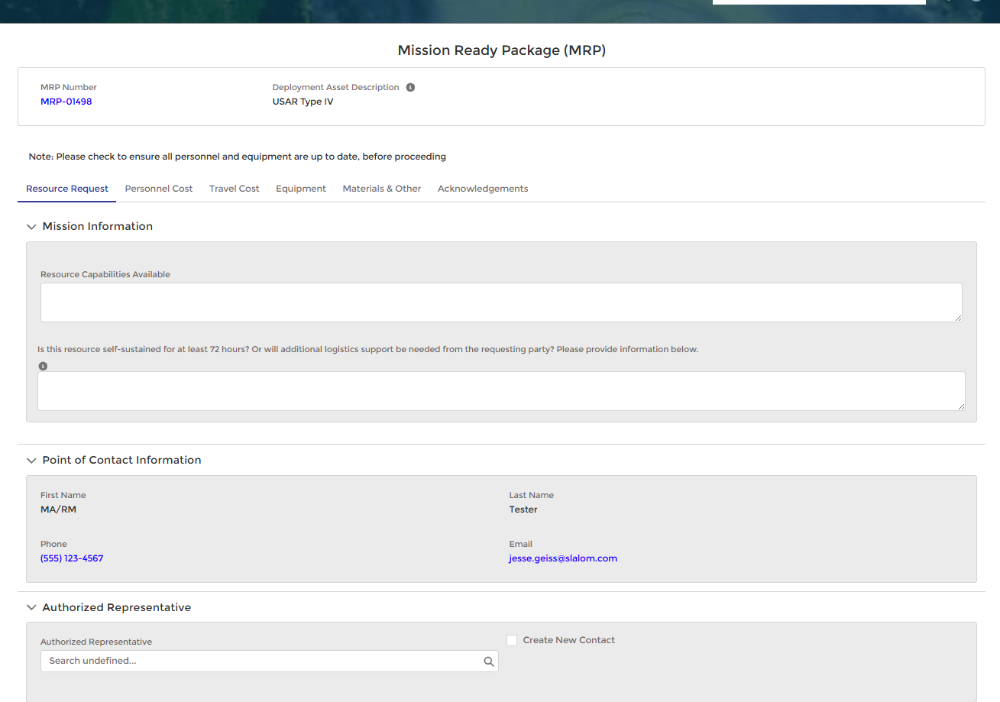 Mission Ready Package (MRP)
MRP Number
Deployment Asset Description
MRP-01498
USAR Type IV
Note: Please check to ensure all personnel and equipment are up to date, before proceeding
Resource Request Personnel Cost Travel Cost Equipment Materials & Other Acknowledgements
Mission Information
Resource Capabilities Available
Is this resource self-sustained for at least 72 hours? Or will additional logistics support be needed from the requesting party? Please provide information below.
Point of Contact Information
First Name
Last Name
MA/RM
Tester
Phone
Email
(555) 123-4567
jesse.geiss@slalom.com
Authorized Representative
Authorized Representative
Create New Contact
Search undefined...